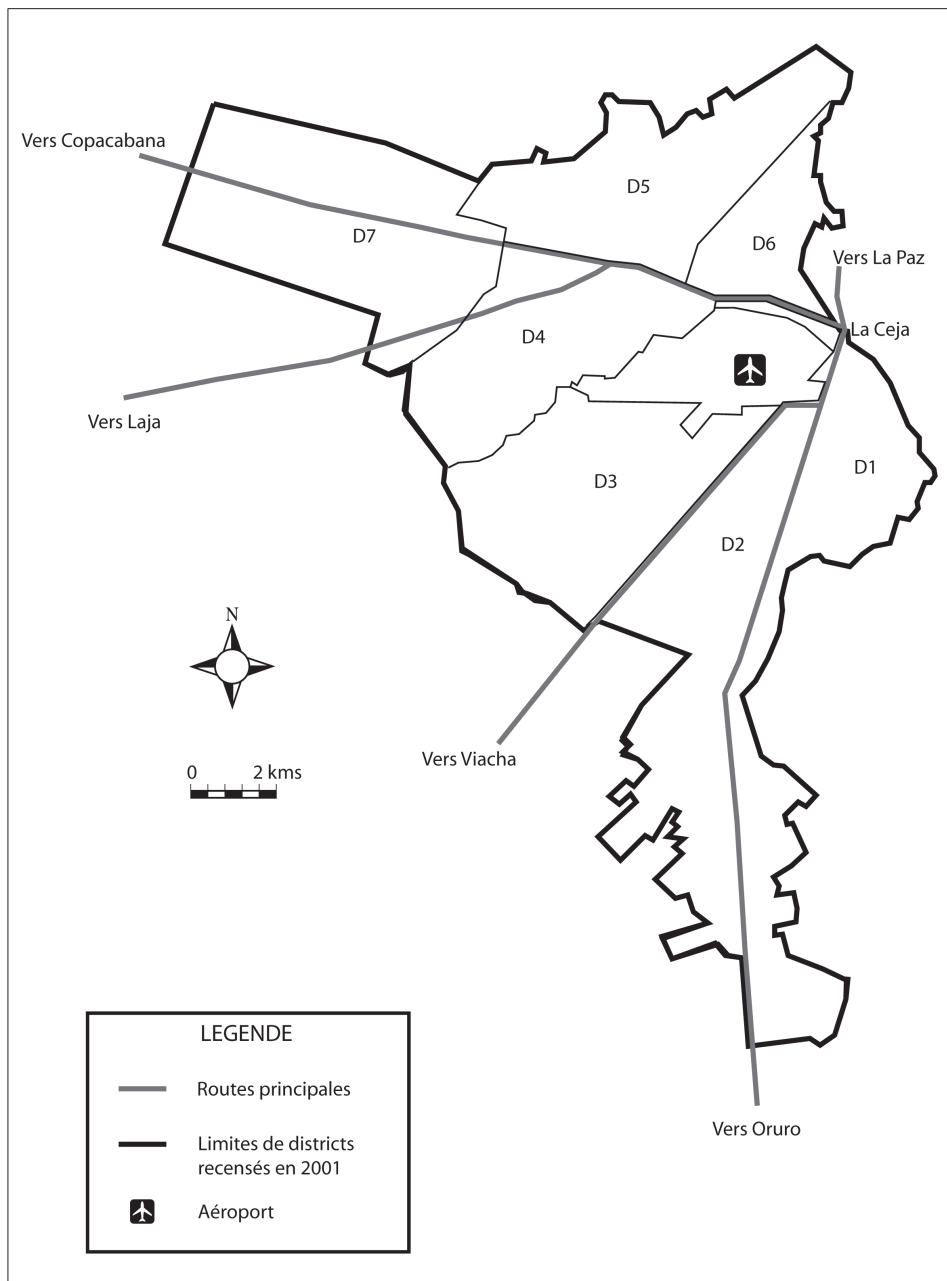 Vers Copacabana
D5
D7
D6
Vers La Paz
La Ceja
D4
Vers Laja
D1
D3
D2
N
Vers Viacha
0 2 kms
LEGENDE
Routes principales
Limites de districts
recensés en 2001
Aéroport
Vers Oruro